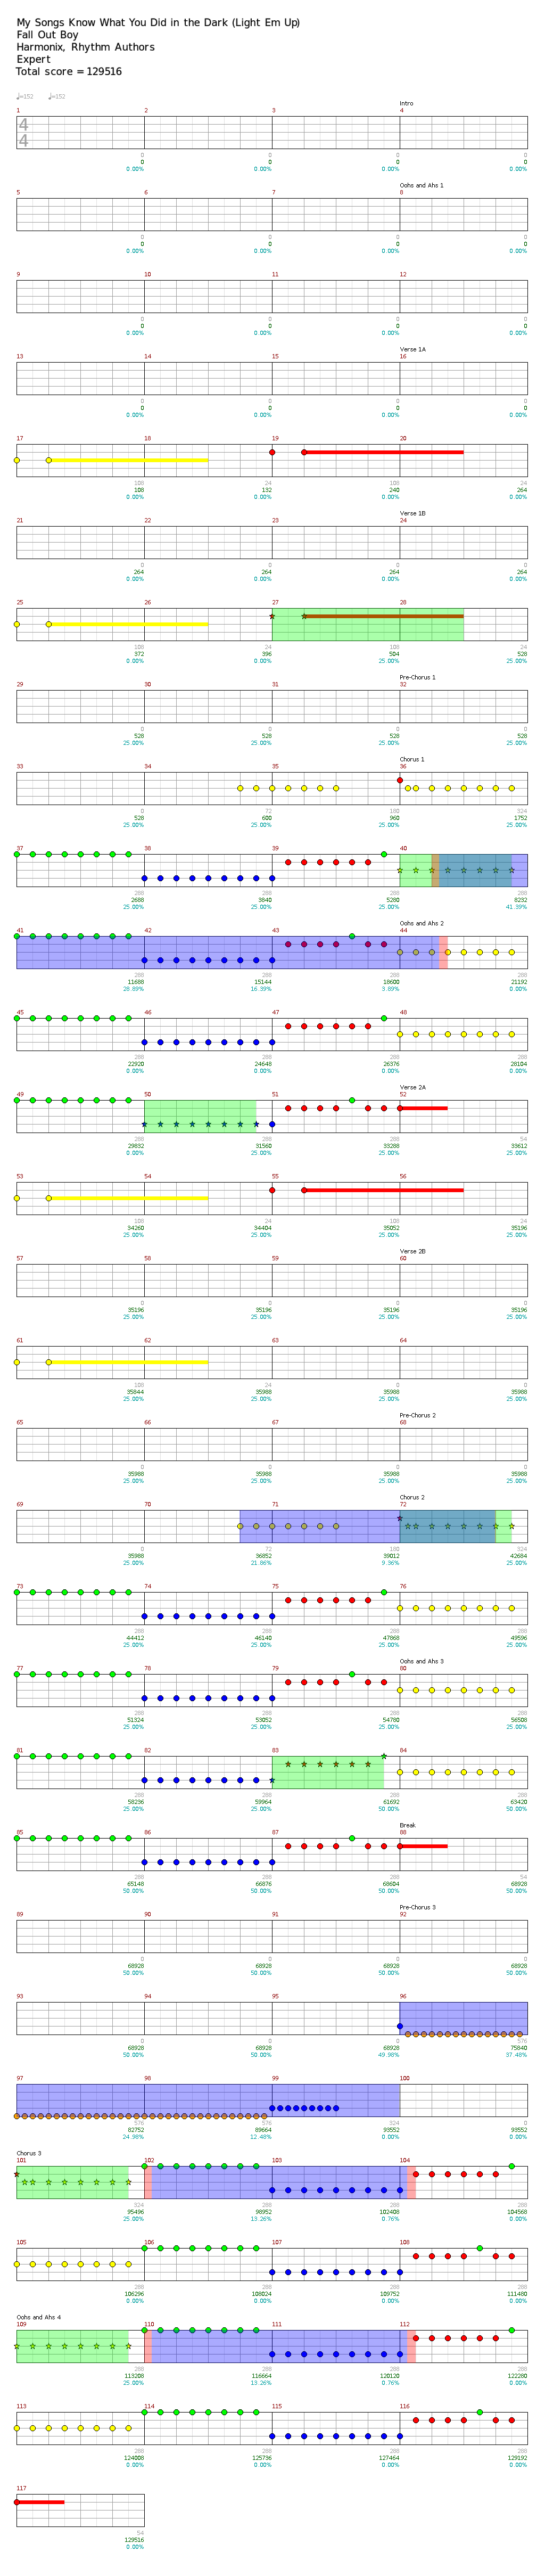 My Songs Know What You Did in the Dark (Light Em Up)
Fall Out Boy
Harmonix, Rhythm Authors
Expert
Total score = 129516
♩=152 ♩=152
Intro
1 2 3 4
4
4
0 0 0 0
0 0 0 0
0.00% 0.00% 0.00% 0.00%
Oohs and Ahs 1
5 6 7 8
0 0 0 0
0 0 0 0
0.00% 0.00% 0.00% 0.00%
9 10 11 12
0 0 0 0
0 0 0 0
0.00% 0.00% 0.00% 0.00%
Verse 1A
13 14 15 16
0 0 0 0
0 0 0 0
0.00% 0.00% 0.00% 0.00%
17 18 19 20
108 24 108 24
108 132 240 264
0.00% 0.00% 0.00% 0.00%
Verse 1B
21 22 23 24
0 0 0 0
264 264 264 264
0.00% 0.00% 0.00% 0.00%
25 26 27 28
108 24 108 24
372 396 504 528
0.00% 0.00% 25.00% 25.00%
Pre-Chorus 1
29 30 31 32
0 0 0 0
528 528 528 528
25.00% 25.00% 25.00% 25.00%
Chorus 1
33 34 35 36
0 72 180 324
528 600 960 1752
25.00% 25.00% 25.00% 25.00%
37 38 39 40
288 288 288 288
2688 3840 5280 8232
25.00% 25.00% 25.00% 41.39%
Oohs and Ahs 2
41 42 43 44
288 288 288 288
11688 15144 18600 21192
28.89% 16.39% 3.89% 0.00%
45 46 47 48
288 288 288 288
22920 24648 26376 28104
0.00% 0.00% 0.00% 0.00%
Verse 2A
49 50 51 52
288 288 288 54
29832 31560 33288 33612
0.00% 25.00% 25.00% 25.00%
53 54 55 56
108 24 108 24
34260 34404 35052 35196
25.00% 25.00% 25.00% 25.00%
Verse 2B
57 58 59 60
0 0 0 0
35196 35196 35196 35196
25.00% 25.00% 25.00% 25.00%
61 62 63 64
108 24 0 0
35844 35988 35988 35988
25.00% 25.00% 25.00% 25.00%
Pre-Chorus 2
65 66 67 68
0 0 0 0
35988 35988 35988 35988
25.00% 25.00% 25.00% 25.00%
Chorus 2
69 70 71 72
0 72 180 324
35988 36852 39012 42684
25.00% 21.86% 9.36% 25.00%
73 74 75 76
288 288 288 288
44412 46140 47868 49596
25.00% 25.00% 25.00% 25.00%
Oohs and Ahs 3
77 78 79 80
288 288 288 288
51324 53052 54780 56508
25.00% 25.00% 25.00% 25.00%
81 82 83 84
288 288 288 288
58236 59964 61692 63420
25.00% 25.00% 50.00% 50.00%
Break
85 86 87 88
288 288 288 54
65148 66876 68604 68928
50.00% 50.00% 50.00% 50.00%
Pre-Chorus 3
89 90 91 92
0 0 0 0
68928 68928 68928 68928
50.00% 50.00% 50.00% 50.00%
93 94 95 96
0 0 0 576
68928 68928 68928 75840
50.00% 50.00% 49.98% 37.48%
97 98 99 100
576 576 324 0
82752 89664 93552 93552
24.98% 12.48% 0.00% 0.00%
Chorus 3
101 102 103 104
324 288 288 288
95496 98952 102408 104568
25.00% 13.26% 0.76% 0.00%
105 106 107 108
288 288 288 288
106296 108024 109752 111480
0.00% 0.00% 0.00% 0.00%
Oohs and Ahs 4
109 110 111 112
288 288 288 288
113208 116664 120120 122280
25.00% 13.26% 0.76% 0.00%
113 114 115 116
288 288 288 288
124008 125736 127464 129192
0.00% 0.00% 0.00% 0.00%
117
54
129516
0.00%